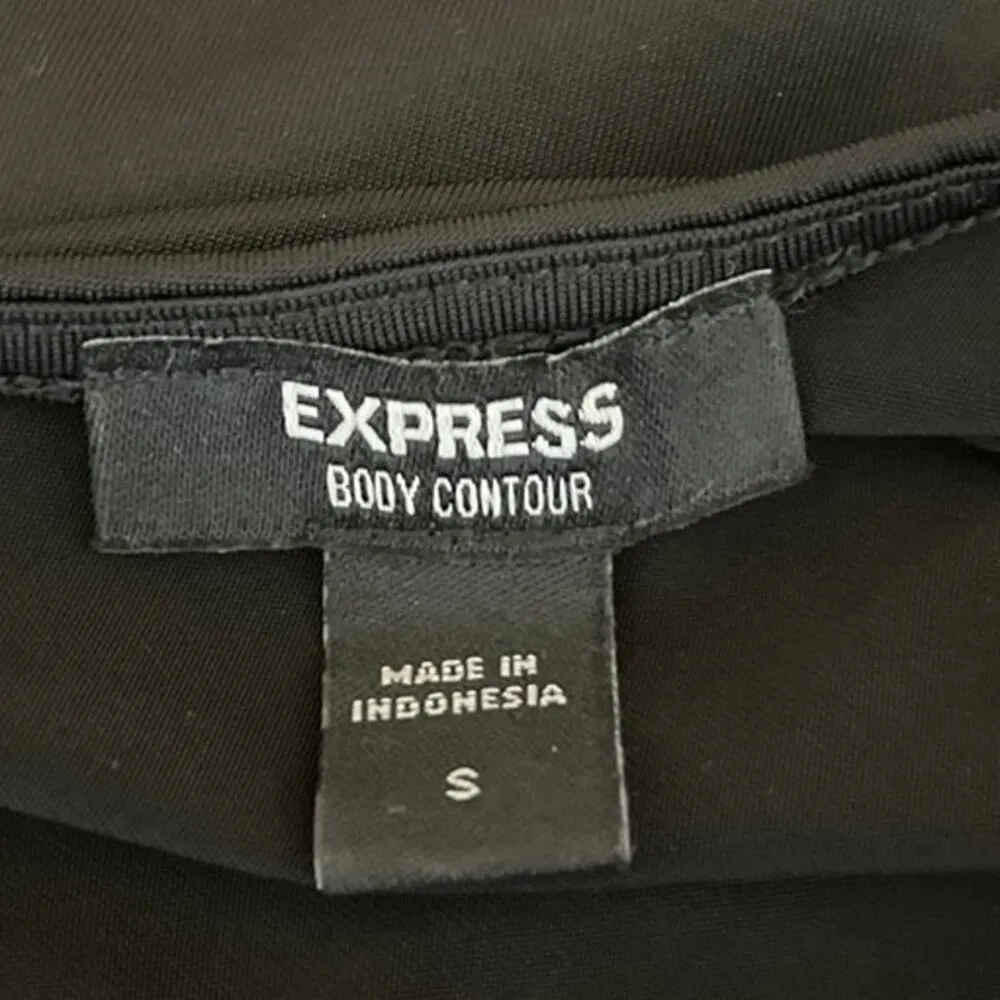 EXPRESS
BODY CONTOUR
MADE IN
INDONESIA
S